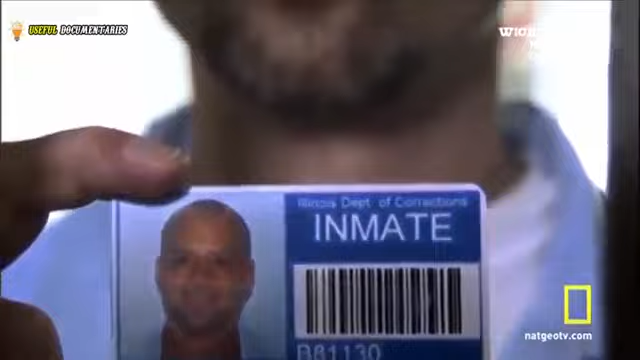 USEFUL DOCUMENTARIES
Illinois Dept. of Corrections
INMATE
B81130
natgeotv.com